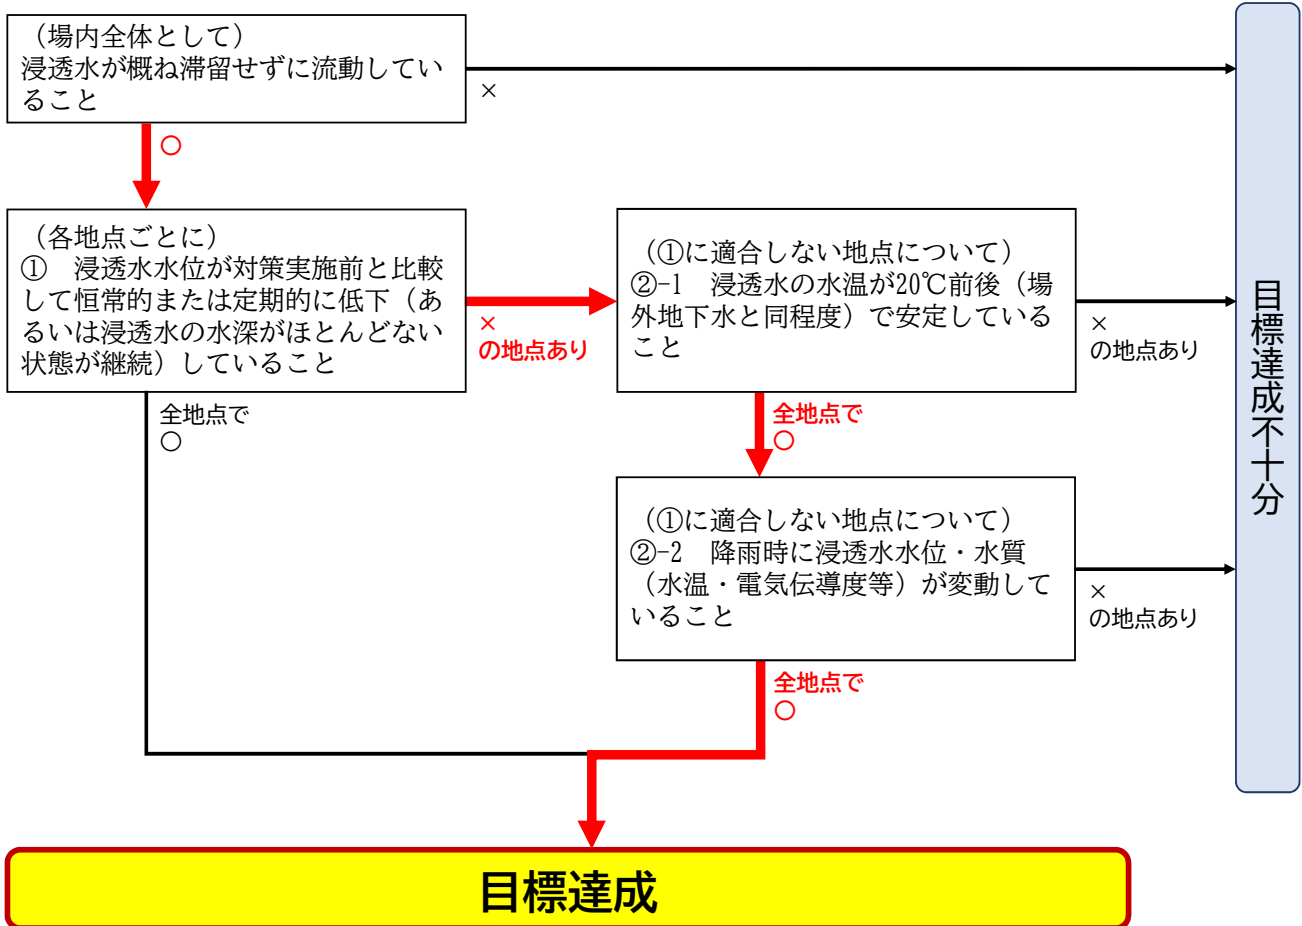 （場内全体として）
浸透水が概ね滞留せずに流動してい
ること
×
○
（各地点ごとに）
①　浸透水水位が対策実施前と比較
して恒常的または定期的に低下（あ
るいは浸透水の水深がほとんどない
状態が継続）していること
×
の地点あり
全地点で
○
（①に適合しない地点について）
②-1　浸透水の水温が20℃前後（場
外地下水と同程度）で安定している
こと
×
の地点あり
全地点で
○
（①に適合しない地点について）
②-2　降雨時に浸透水水位・水質
（水温・電気伝導度等）が変動して
いること
×
の地点あり
全地点で
○
目標達成不十分
目標達成